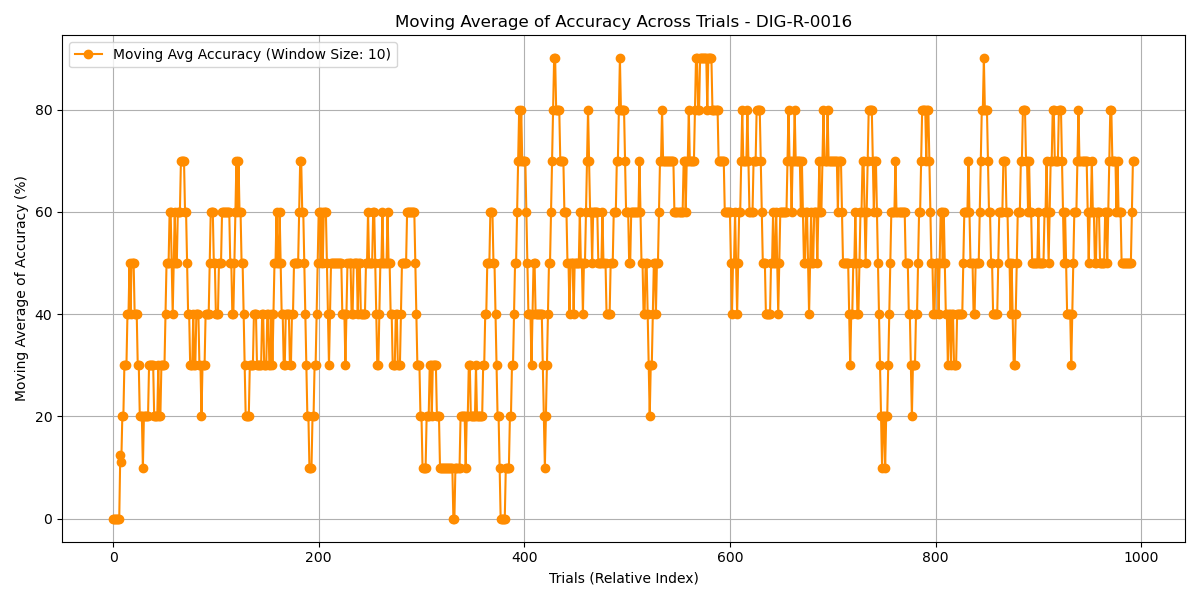 Moving Average of Accuracy Across Trials - DIG-R-0016
Moving Avg Accuracy (Window Size: 10)
Moving Average of Accuracy (%)
80
60
40
20
0
0 200 400 600 800 1000
Trials (Relative Index)